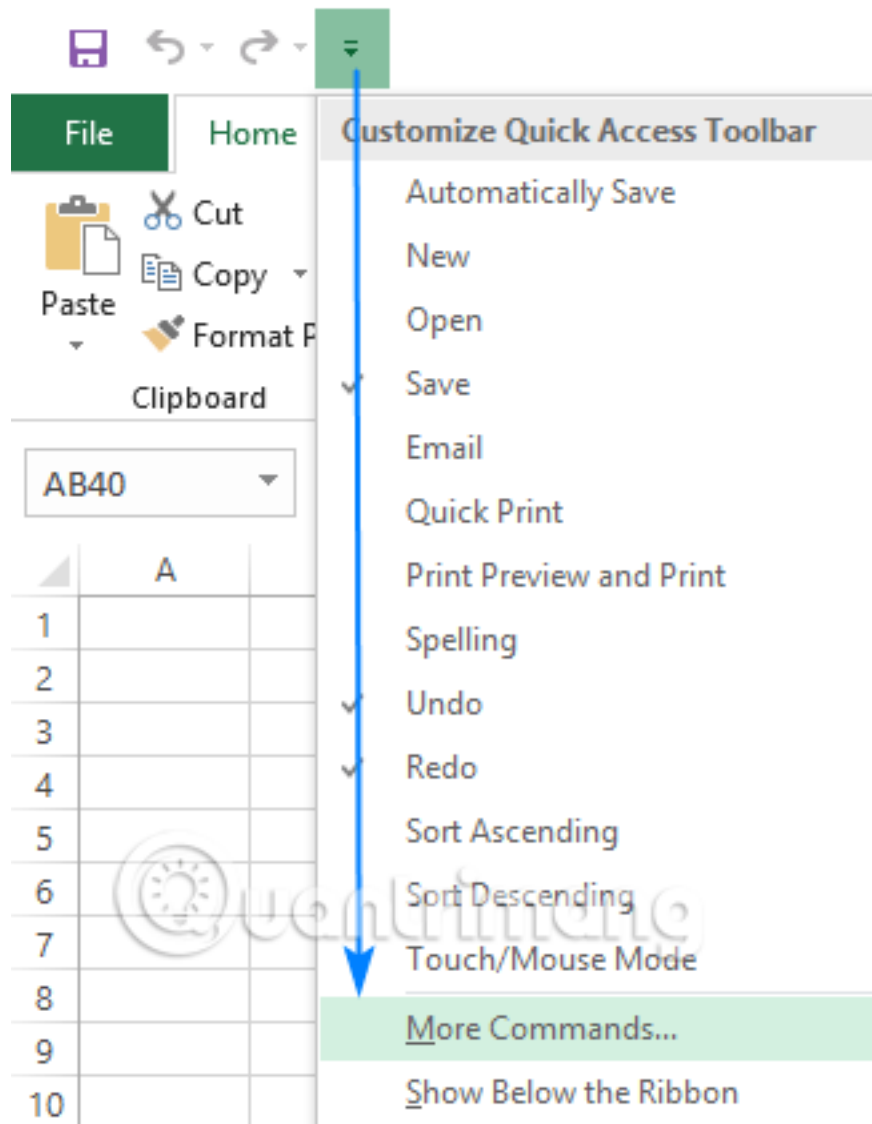 File
Home
Customize Quick Access Toolbar
Automatically Save
New
Open
Save
Email
Quick Print
Print Preview and Print
Spelling
Undo
Redo
Sort Ascending
Sort Descending
Touch/Mouse Mode
More Commands...
Show Below the Ribbon
Cut
Copy
Paste
Format P
Clipboard
AB40
A
1
2
3
4
5
6
7
8
9
10
Quantrimang